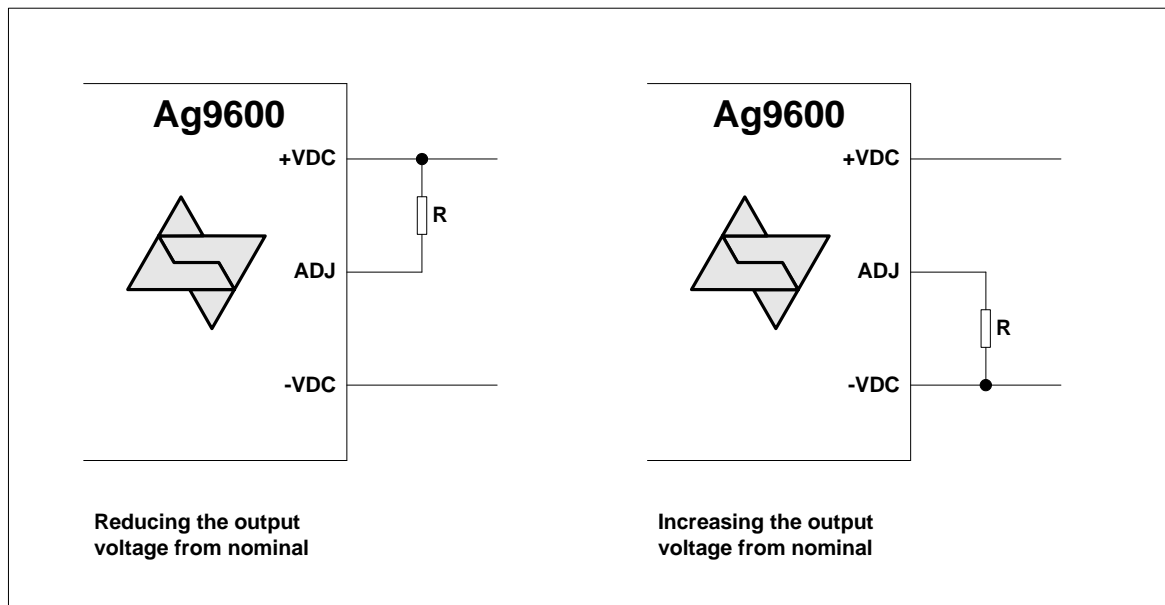 Ag9600
+VDC
R
ADJ
-VDC
Reducing the output
voltage from nominal
Ag9600
+VDC
ADJ
R
-VDC
Increasing the output
voltage from nominal